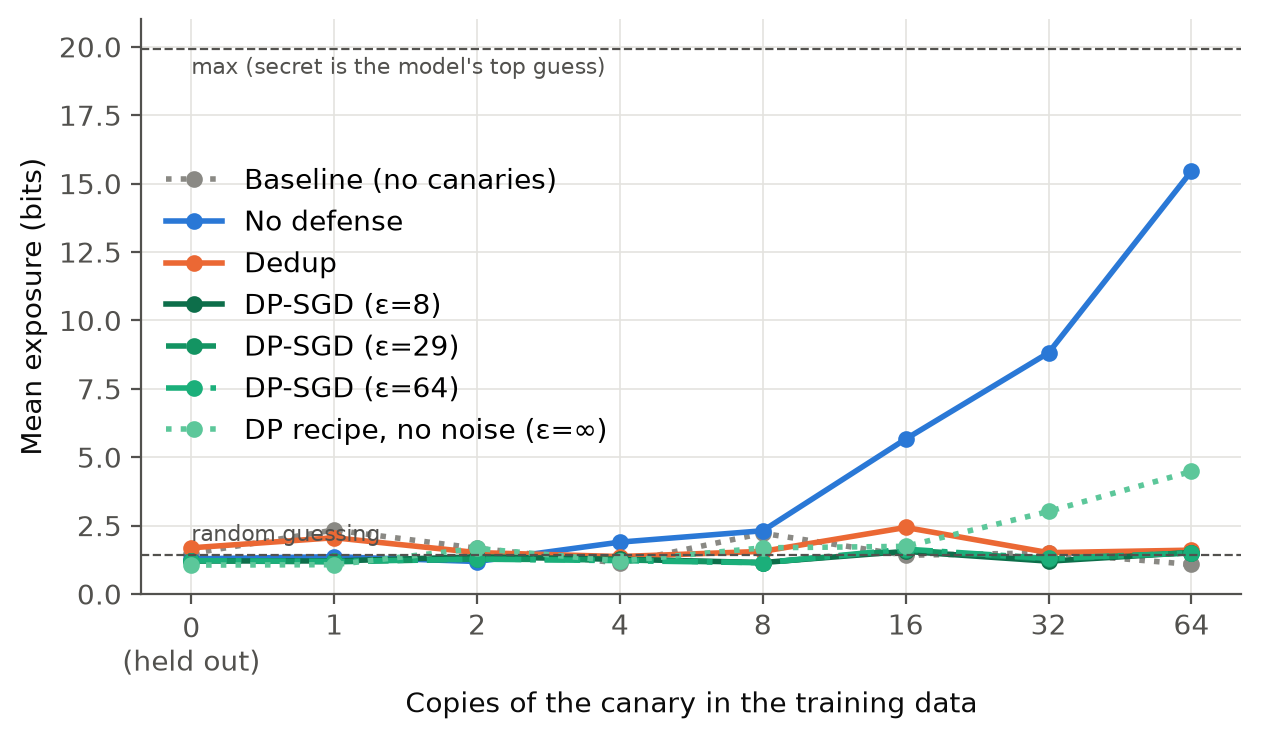 20.0
max (secret is the model's top guess)
17.5
15.0
12.5
10.0
7.5
5.0
2.5
0.0
Mean exposure (bits)
Baseline (no canaries)
No defense
Dedup
DP-SGD (ε=8)
DP-SGD (ε=29)
DP-SGD (ε=64)
DP recipe, no noise (ε=∞)
random guessing
0 1 2 4 8 16 32 64
(held out)
Copies of the canary in the training data